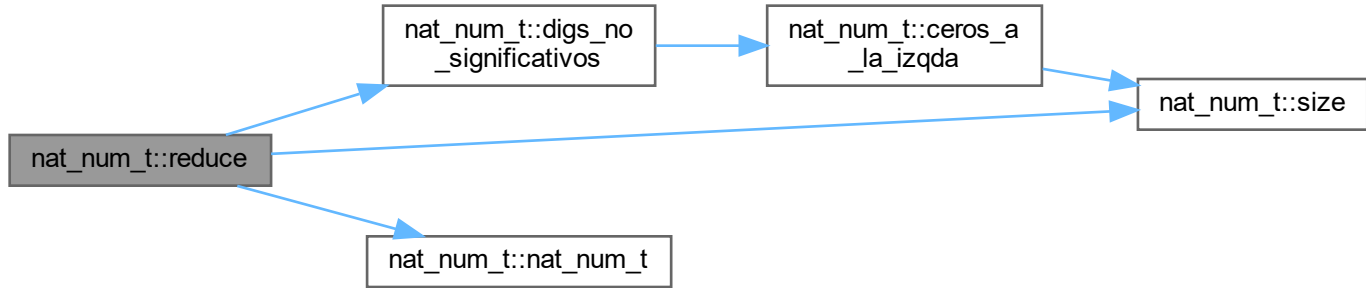 nat_num_t::digs_no
_significativos
nat_num_t::ceros_a
_la_izqda
nat_num_t::size
nat_num_t::reduce
nat_num_t::nat_num_t